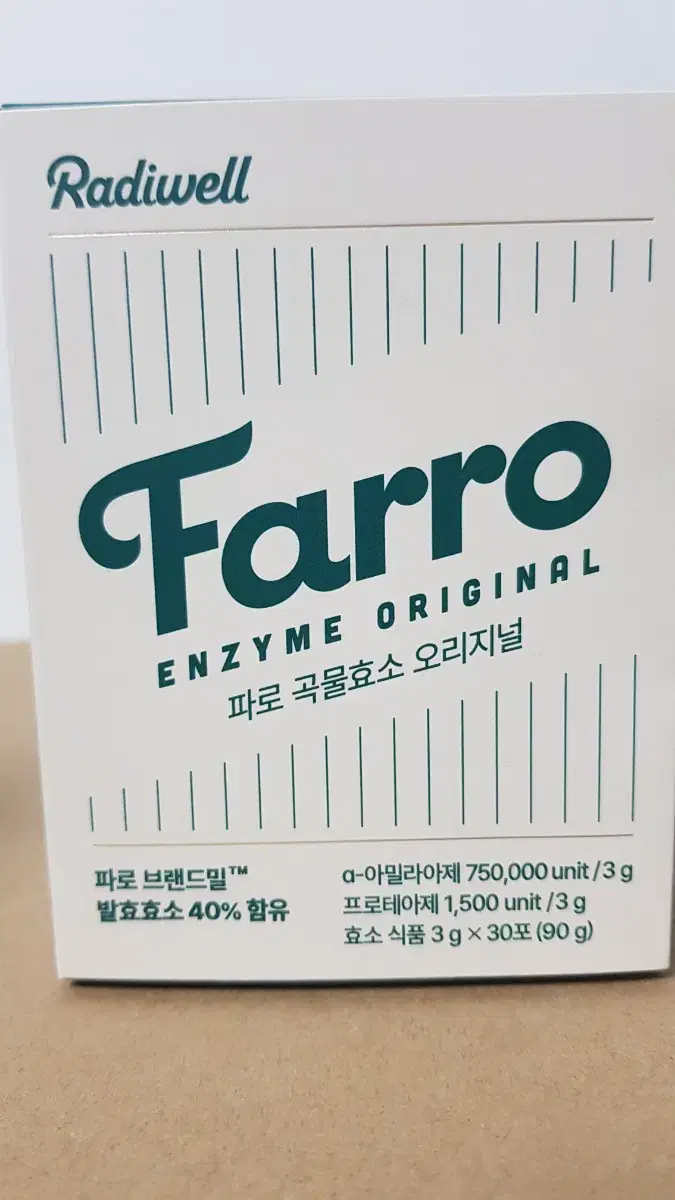 Radiwell
Farro
ENZYME ORIGINAL
파로 곡물효소 오리지널
파로 브랜드밀™
발효효소 40% 함유
α-아밀라아제 750,000 unit /3 g
프로테아제 1,500 unit /3 g
효소 식품 3 g × 30포 (90 g)